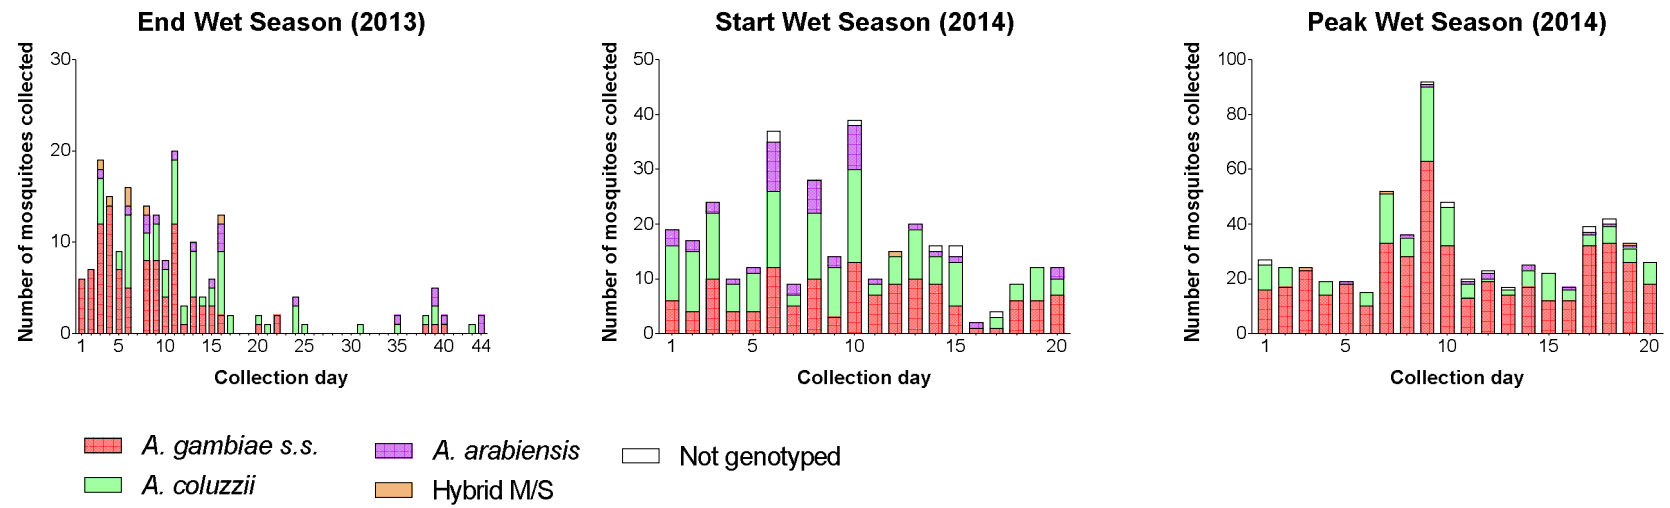 End Wet Season (2013)
Number of mosquitoes collected
30
20
10
0
1 5 10 15 20 25 30 35 40 44
Collection day
Start Wet Season (2014)
Number of mosquitoes collected
50
40
30
20
10
0
1 5 10 15 20
Collection day
Peak Wet Season (2014)
Number of mosquitoes collected
100
80
60
40
20
0
1 5 10 15 20
Collection day
A. gambiae s.s.
A. coluzzii
A. arabiensis
Hybrid M/S
Not genotyped